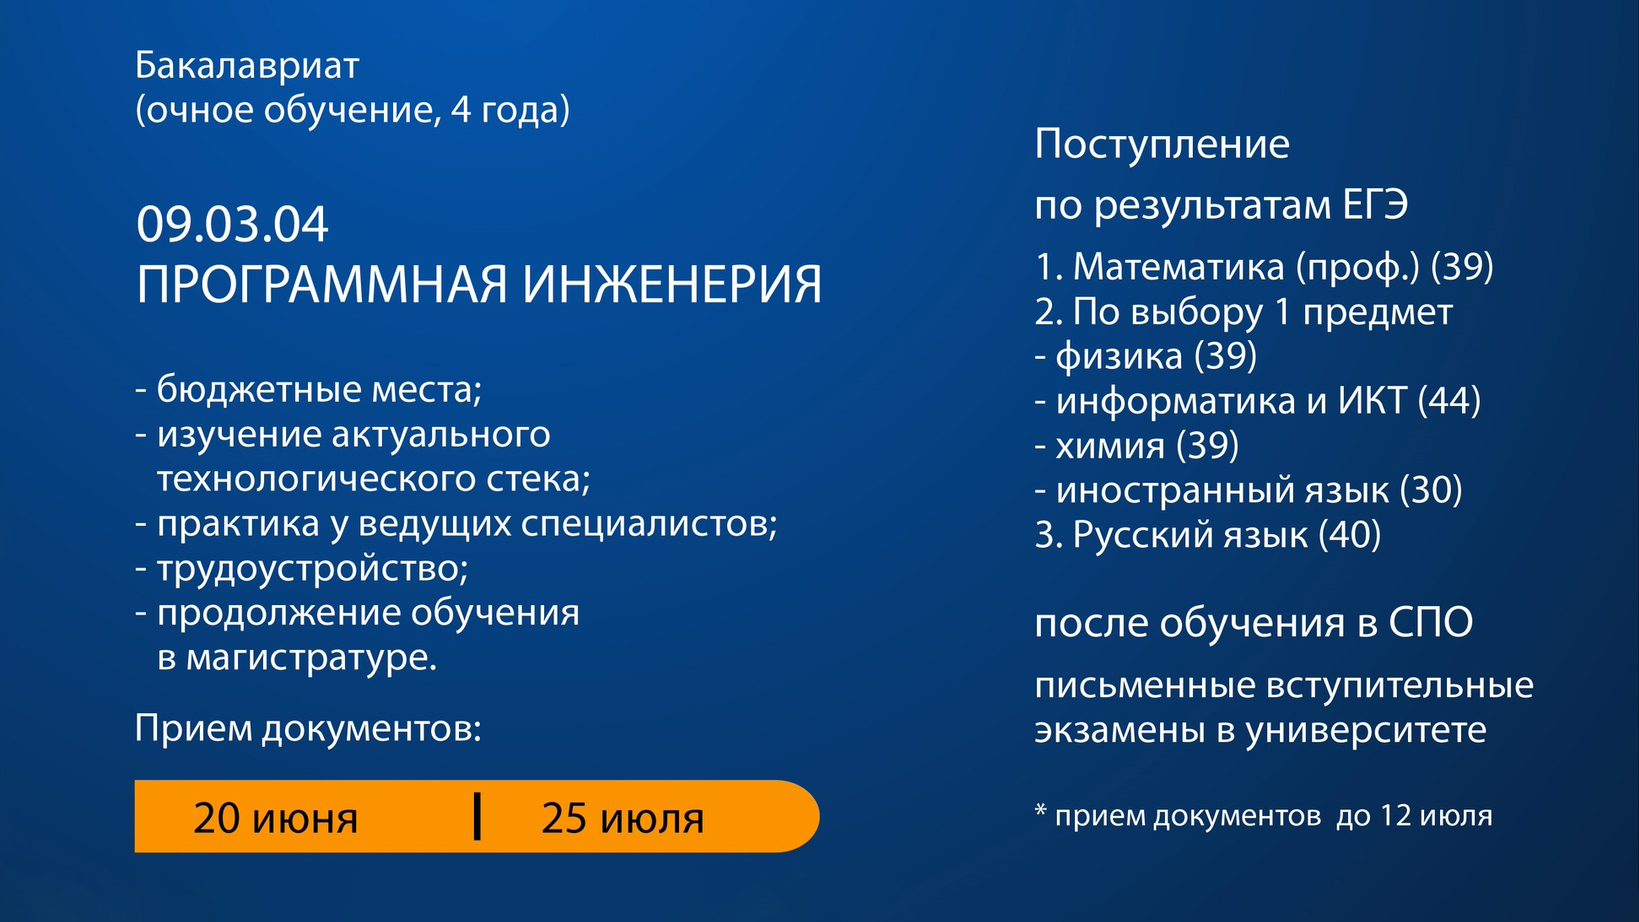 Бакалавриат
(очное обучение, 4 года)
09.03.04
ПРОГРАММНАЯ ИНЖЕНЕРИЯ
- бюджетные места;
- изучение актуального
технологического стека;
- практика у ведущих специалистов;
- трудоустройство;
- продолжение обучения
в магистратуре.
Прием документов:
20 июня | 25 июля
Поступление
по результатам ЕГЭ
1. Математика (проф.) (39)
2. По выбору 1 предмет
- физика (39)
- информатика и ИКТ (44)
- химия (39)
- иностранный язык (30)
3. Русский язык (40)
после обучения в СПО
письменные вступительные
экзамены в университете
* прием документов до 12 июля